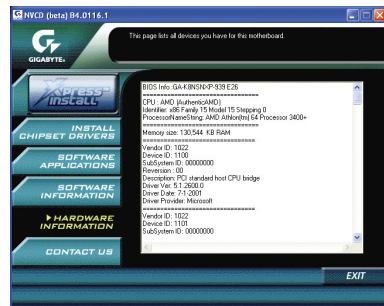 NVCD (beta) B4.0116.1
GIGABYTE
This page lists all devices you have for this motherboard.
Xpress
Install
INSTALL
CHIPSET DRIVERS
SOFTWARE
APPLICATIONS
SOFTWARE
INFORMATION
HARDWARE
INFORMATION
CONTACT US
BIOS Info: GA-K8NSNXP-939 E26
================================
CPU : AMD (AuthenticAMD)
Identifier: x86 Family 15 Model 15 Stepping 0
ProcessorNameString: AMD Athlon(tm) 64 Processor 3400+
================================
Memory size: 130,544 KB RAM
================================
Vendor ID: 1022
Device ID: 1100
SubSystem ID: 00000000
Reversion : 00
Description: PCI standard host CPU bridge
Driver Ver: 5.1.2600.0
Driver Date: 7-1-2001
Driver Provider: Microsoft
================================
Vendor ID: 1022
Device ID: 1101
SubSystem ID: 00000000
EXIT